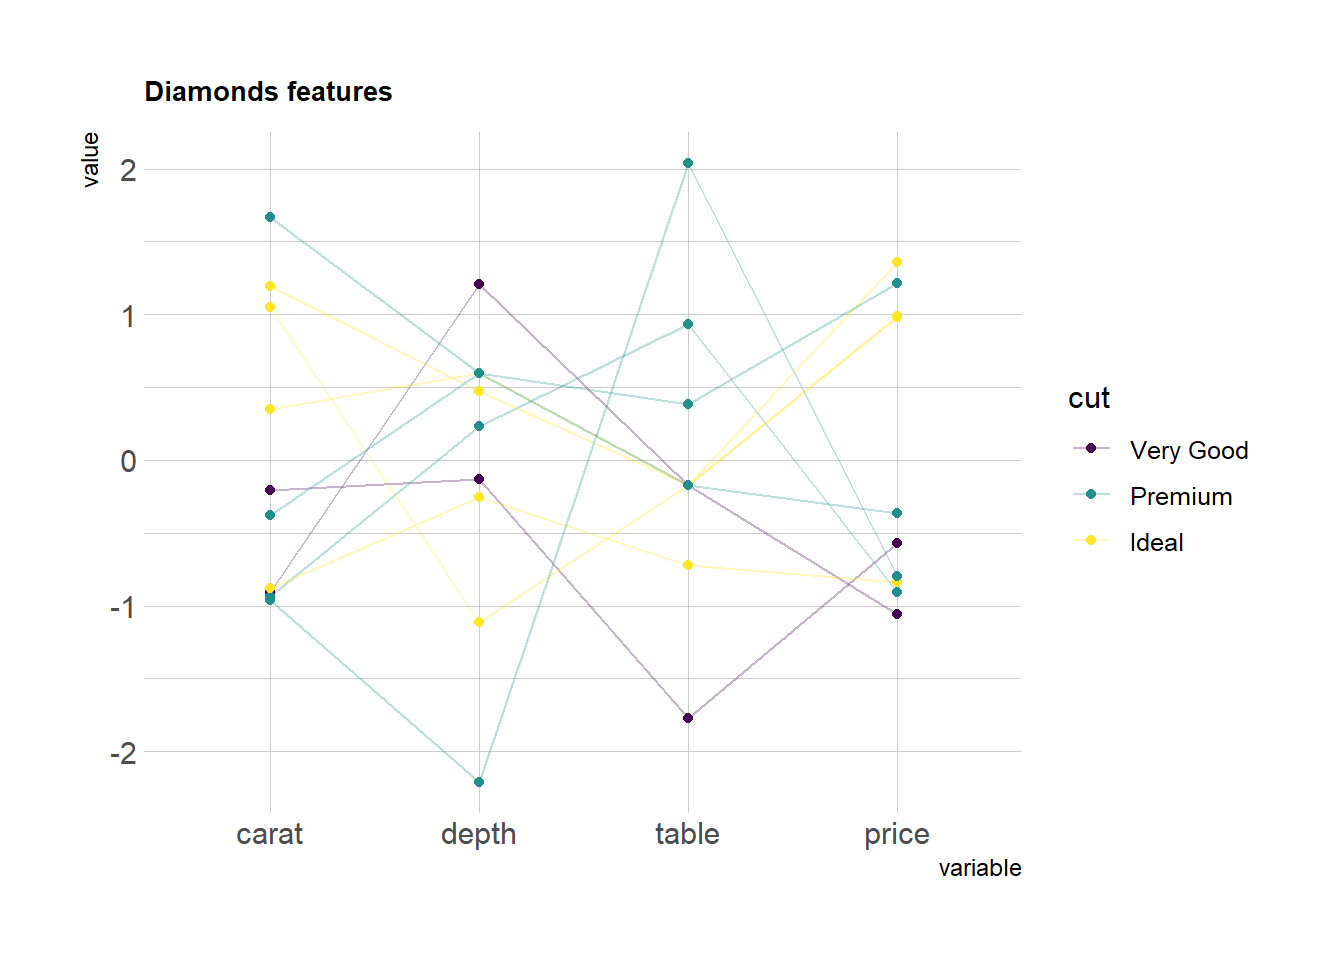 Diamonds features
value
2
1
0
-1
-2
carat depth table price
variable
cut
Very Good
Premium
Ideal